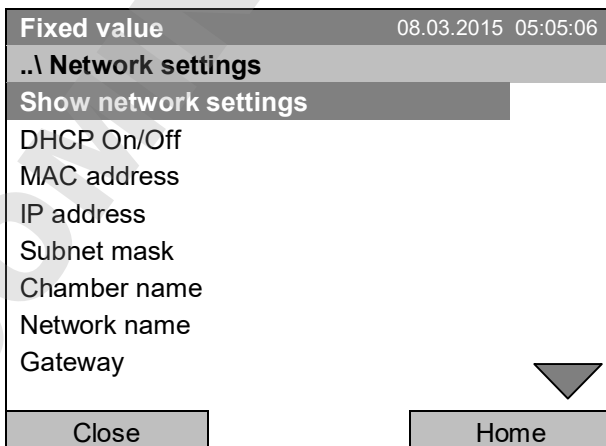 Fixed value 08.03.2015 05:05:06
..\ Network settings
Show network settings
DHCP On/Off
MAC address
IP address
Subnet mask
Chamber name
Network name
Gateway
Close Home